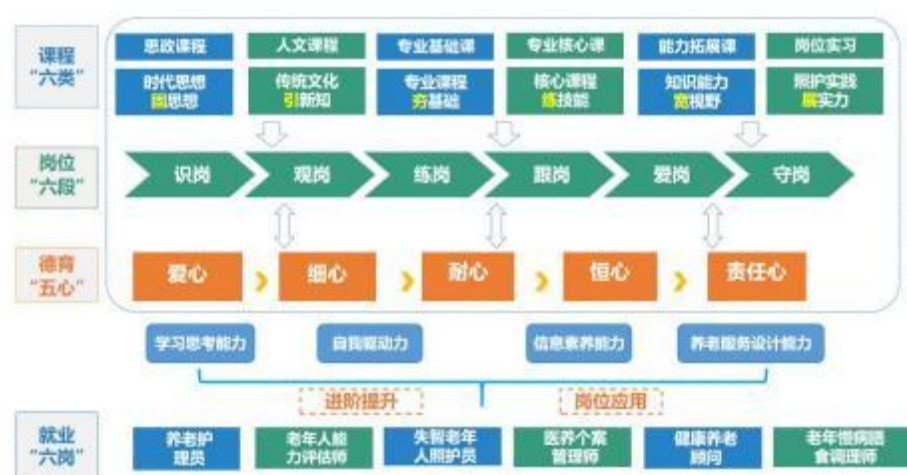 课程
“六类”
思政课程
人文课程
专业基础课
专业核心课
能力拓展课
岗位实习
时代思想
固思想
传统文化
引新知
专业课程
夯基础
核心课程
练技能
知识能力
宽视野
照护实践
展实力
岗位
“六段”
识岗
观岗
练岗
跟岗
爱岗
守岗
德育
“五心”
爱心
细心
耐心
恒心
责任心
学习思考能力
自我驱动力
信息素养能力
养老服务设计能力
进阶提升
岗位应用
就业
“六岗”
养老护
理员
老年人能
力评估师
失智老年
人照护员
医养个案
管理师
健康养老
顾问
老年慢病膳
食调理师